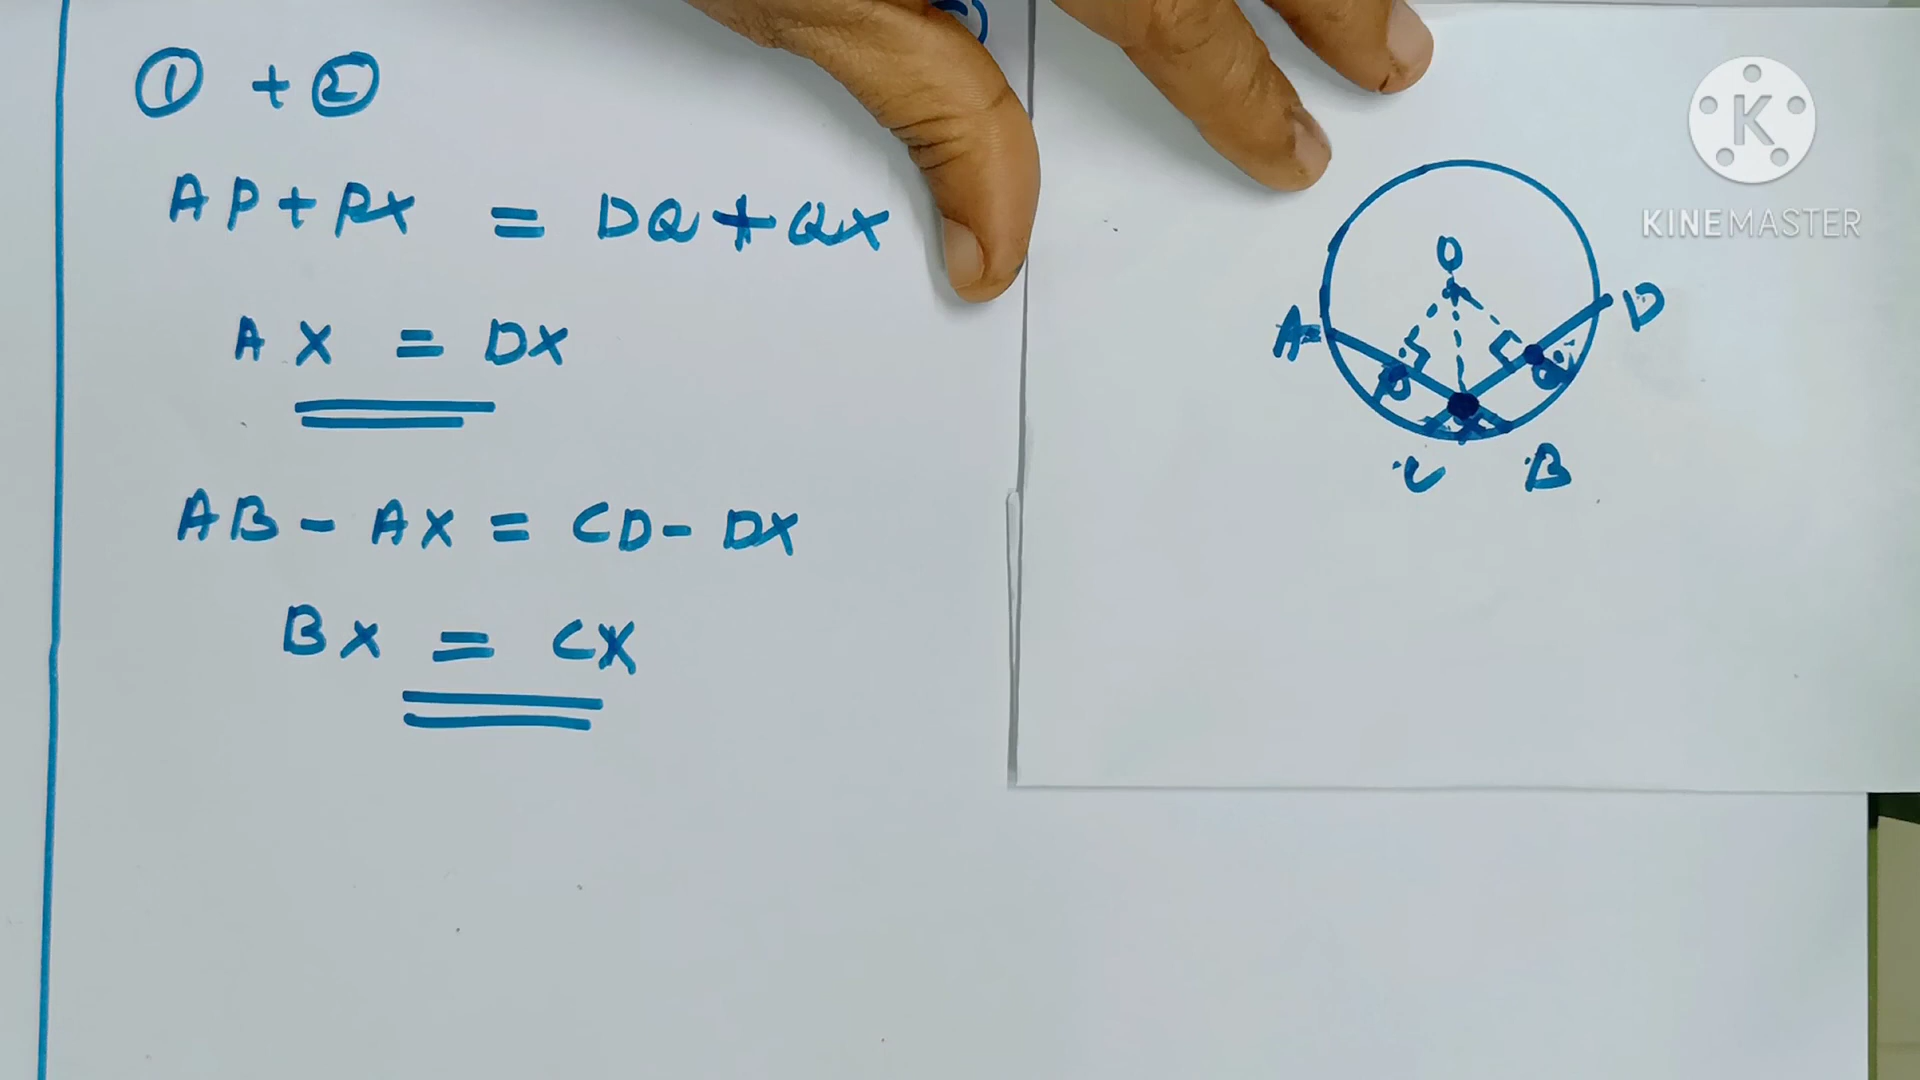 ① + ②
AP + PX = DQ + QX
AX = DX
AB - AX = CD - DX
BX = CX
K
KINEMASTER
O
A
D
P
Q
X
C
B